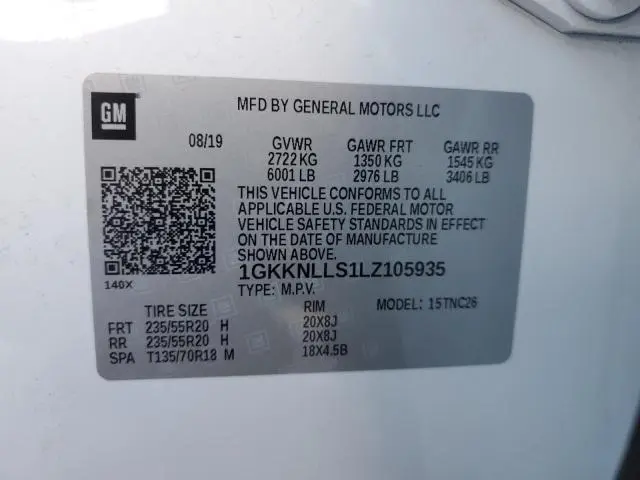 GM
MFD BY GENERAL MOTORS LLC
08/19 GVWR GAWR FRT GAWR RR
2722 KG 1350 KG 1545 KG
6001 LB 2976 LB 3406 LB
THIS VEHICLE CONFORMS TO ALL
APPLICABLE U.S. FEDERAL MOTOR
VEHICLE SAFETY STANDARDS IN EFFECT
ON THE DATE OF MANUFACTURE
SHOWN ABOVE.
1GKKNLLS1LZ105935
140X
TYPE: M.P.V.
MODEL: 15TNC26
TIRE SIZE RIM
FRT 235/55R20 H 20X8J
RR 235/55R20 H 20X8J
SPA T135/70R18 M 18X4.5B